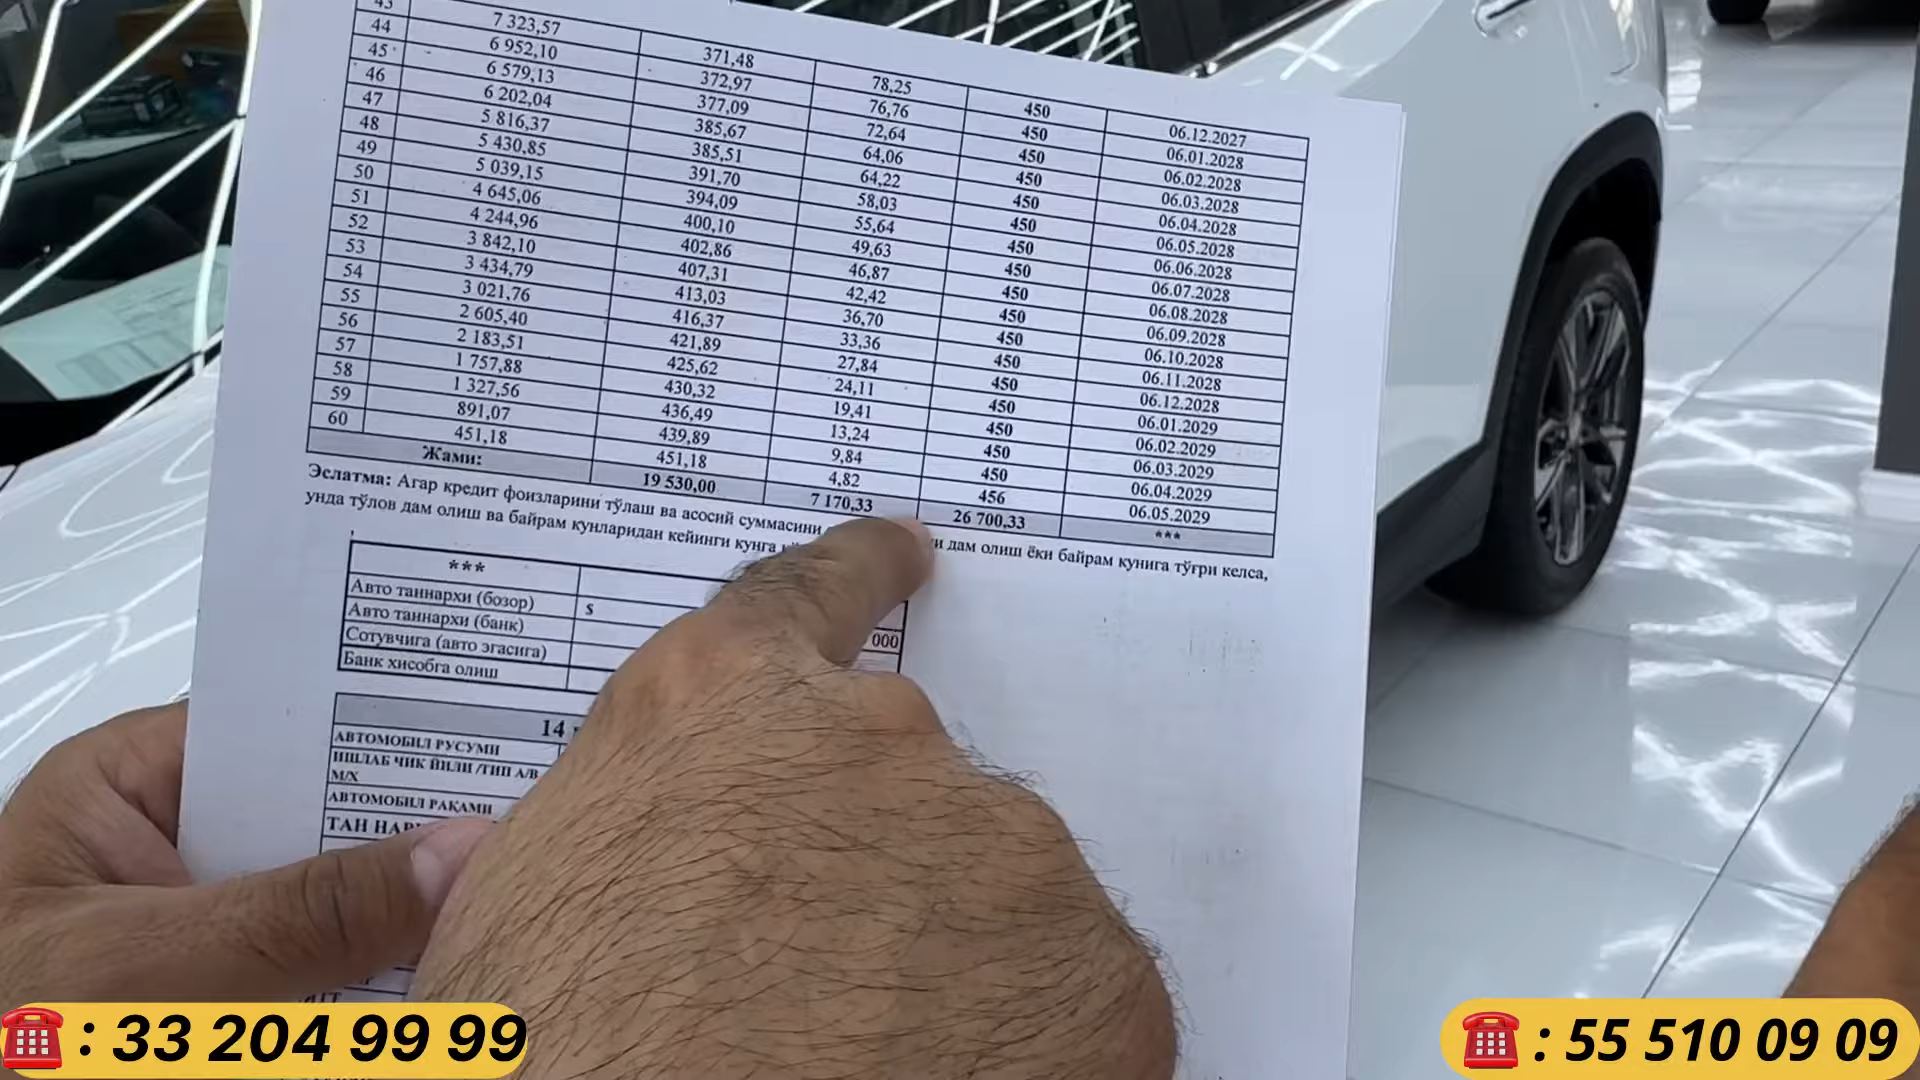 43 7 323,57 371,48 78,25 450 06.12.2027
44 6 952,10 372,97 76,76 450 06.01.2028
45 6 579,13 377,09 72,64 450 06.02.2028
46 6 202,04 385,67 64,06 450 06.03.2028
47 5 816,37 385,51 64,22 450 06.04.2028
48 5 430,85 391,70 58,03 450 06.05.2028
49 5 039,15 394,09 55,64 450 06.06.2028
50 4 645,06 400,10 49,63 450 06.07.2028
51 4 244,96 402,86 46,87 450 06.08.2028
52 3 842,10 407,31 42,42 450 06.09.2028
53 3 434,79 413,03 36,70 450 06.10.2028
54 3 021,76 416,37 33,36 450 06.11.2028
55 2 605,40 421,89 27,84 450 06.12.2028
56 2 183,51 425,62 24,11 450 06.01.2029
57 1 757,88 430,32 19,41 450 06.02.2029
58 1 327,56 436,49 13,24 450 06.03.2029
59 891,07 439,89 9,84 450 06.04.2029
60 451,18 451,18 4,82 456 06.05.2029
Жами: 19 530,00 7 170,33 26 700,33 ***
Эслатма: Агар кредит фоизларини тўлаш ва асосий суммасини дам олиш ёки байрам кунига тўғри келса,
унда тўлов дам олиш ва байрам кунларидан кейинги кунга
***
Авто таннархи (бозор) $
Авто таннархи (банк) 000
Сотувчига (авто эгасига)
Банк хисобга олиш
14
АВТОМОБИЛ РУСУМИ
ИШЛАБ ЧИК ЙИЛИ /ТИП А/В
М/Х
АВТОМОБИЛ РАҚАМИ
ТАН
: 33 204 99 99
: 55 510 09 09